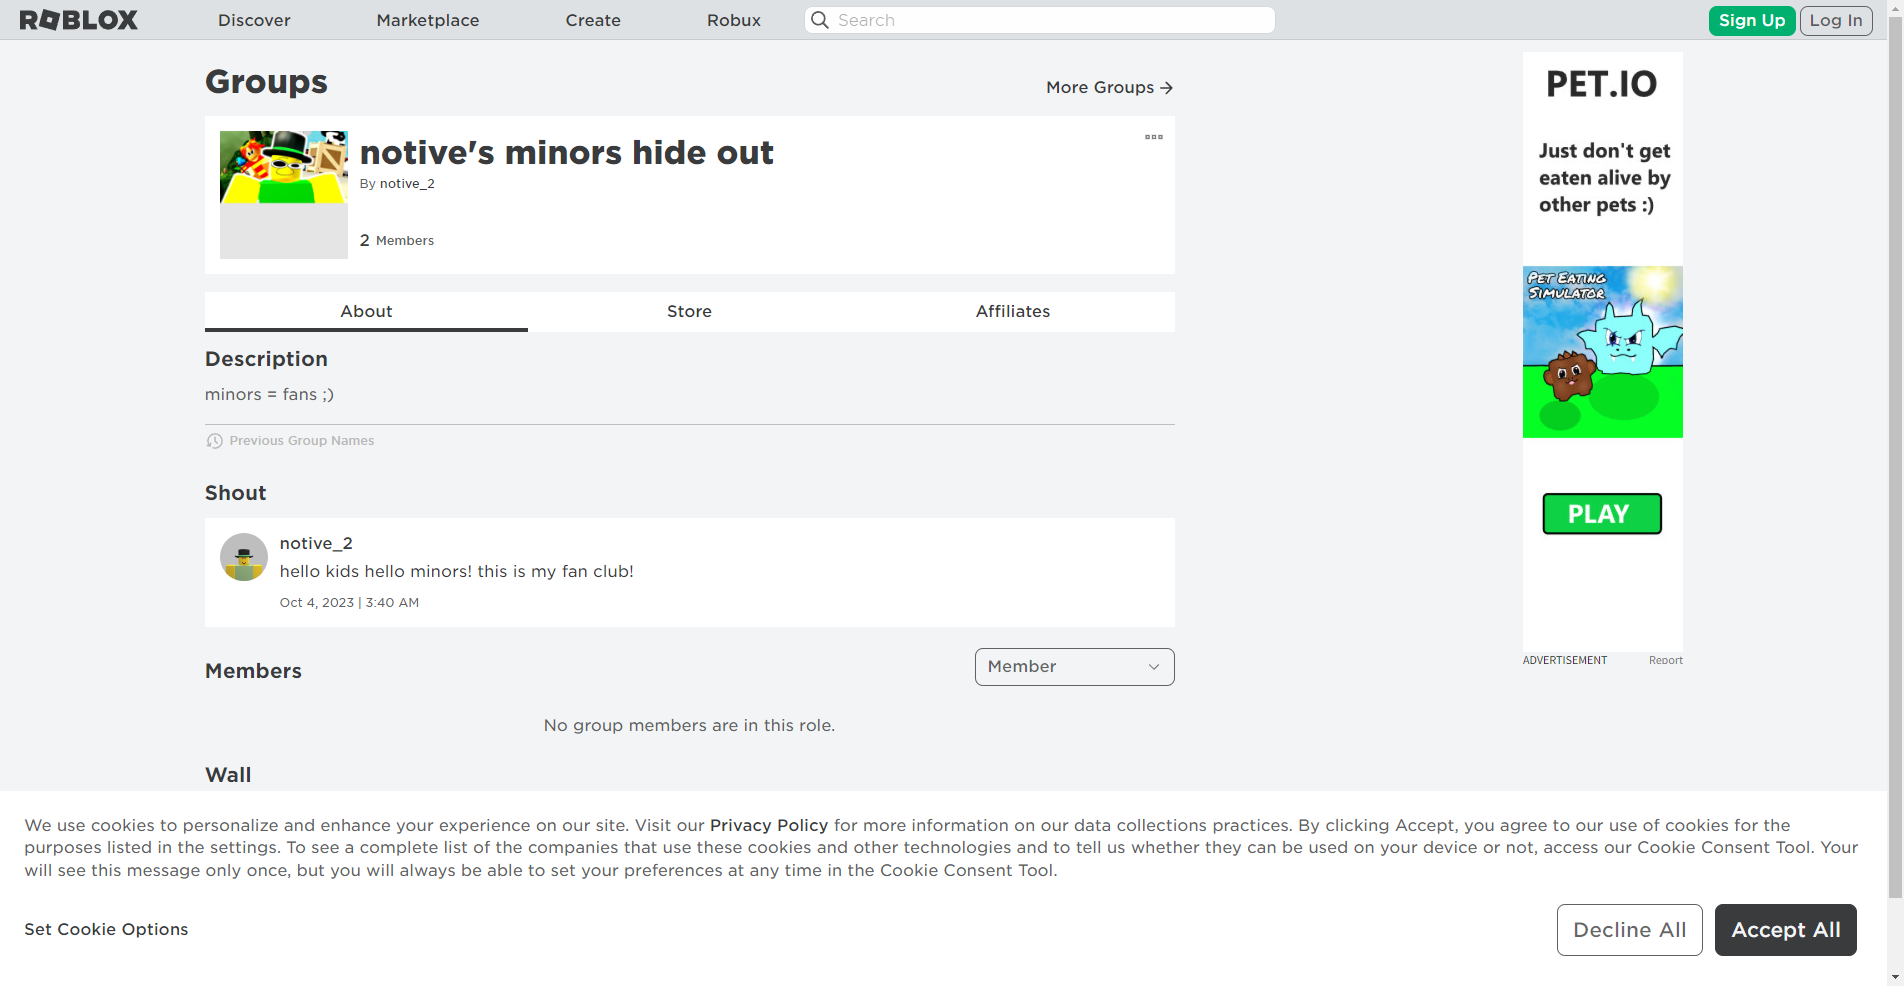 ROBLOX
Discover
Marketplace
Create
Robux
Search
Sign Up
Log In
Groups
More Groups →
notive's minors hide out
By notive_2
2 Members
About
Store
Affiliates
Description
minors = fans ;)
Previous Group Names
Shout
notive_2
hello kids hello minors! this is my fan club!
Oct 4, 2023 | 3:40 AM
Members
Member
No group members are in this role.
Wall
PET.IO
Just don't get
eaten alive by
other pets :)
PET EATING
SIMULATOR
PLAY
ADVERTISEMENT
Report
We use cookies to personalize and enhance your experience on our site. Visit our Privacy Policy for more information on our data collections practices. By clicking Accept, you agree to our use of cookies for the
purposes listed in the settings. To see a complete list of the companies that use these cookies and other technologies and to tell us whether they can be used on your device or not, access our Cookie Consent Tool. Your
will see this message only once, but you will always be able to set your preferences at any time in the Cookie Consent Tool.
Set Cookie Options
Decline All
Accept All